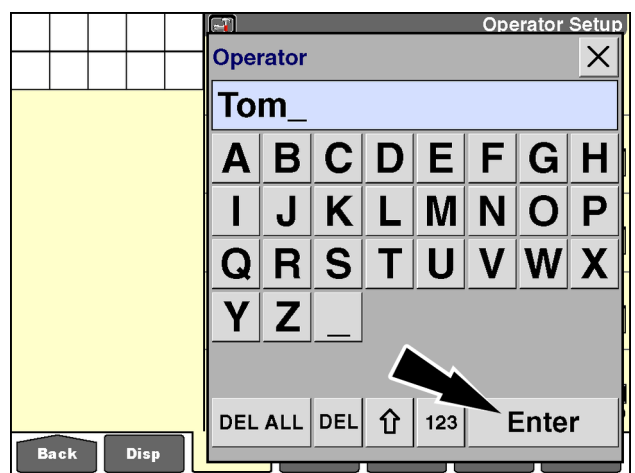 Operator Setup
Operator
Tom_
A B C D E F G H
I J K L M N O P
Q R S T U V W X
Y Z _
DEL ALL DEL ⇧ 123 Enter
Back Disp